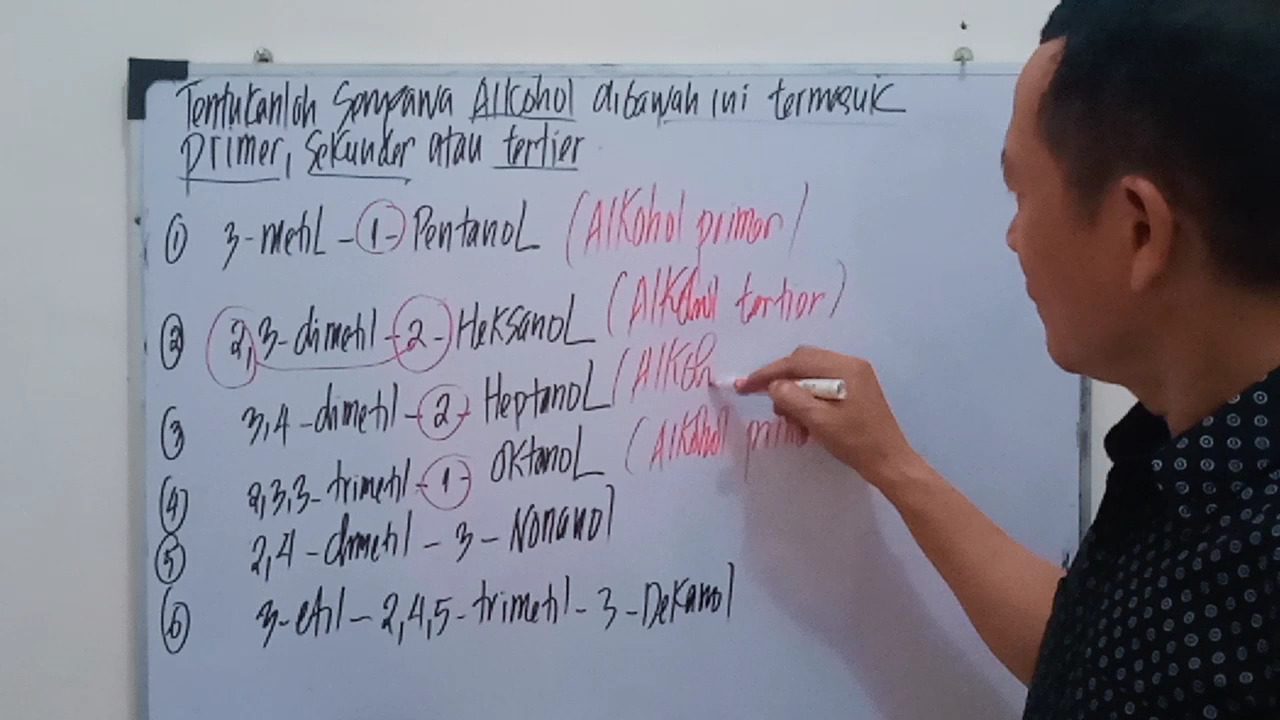 Tentukanlah Senyawa Alkohol dibawah ini termasuk
primer, Sekunder atau tertier
① 3-metil-1-Pentanol (Alkohol primer)
② 2,3-dimetil-2-Heksanol (Alkohol tertier)
③ 3,4-dimetil-2-Heptanol (Alkoh
④ 2,3,3-trimetil-1-Oktanol (Alkohol prim
⑤ 2,4-dimetil-3-Nonanol
⑥ 3-etil-2,4,5-trimetil-3-Dekanol